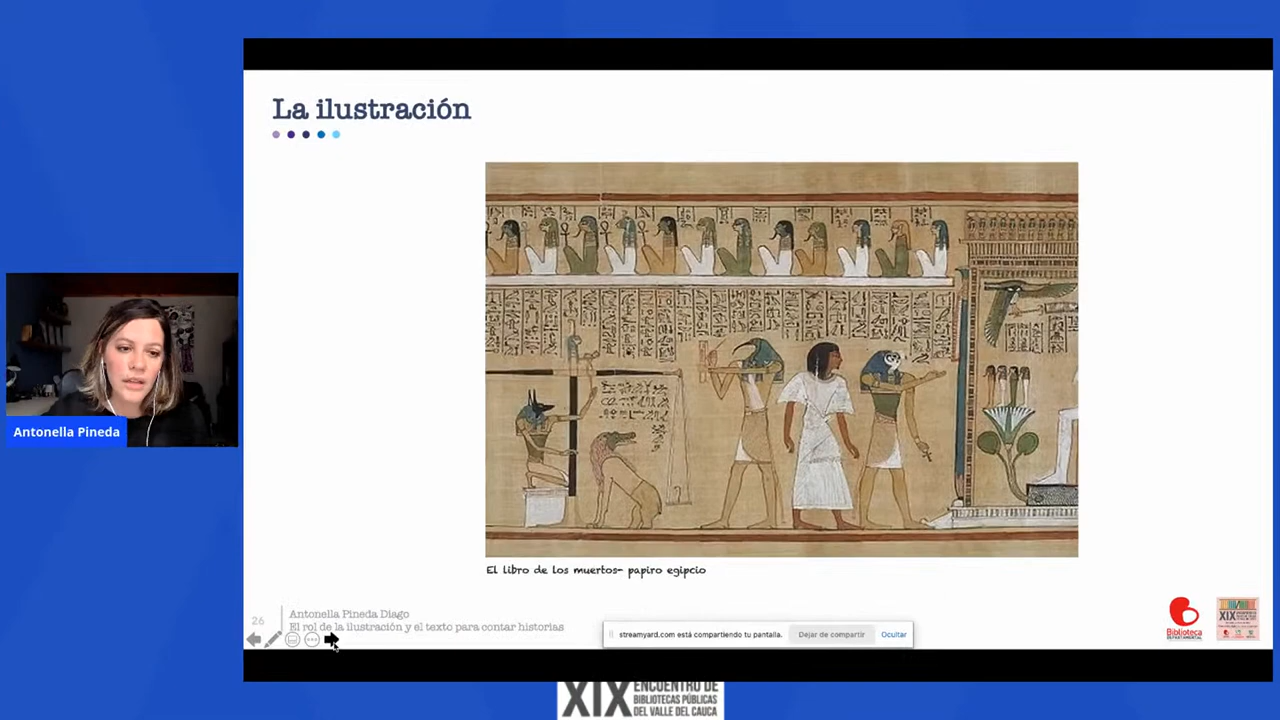 La ilustración
Antonella Pineda
El libro de los muertos- papiro egipcio
26
Antonella Pineda Diago
El rol de la ilustración y el texto para contar historias
streamyard.com está compartiendo tu pantalla.
Dejar de compartir
Ocultar
Biblioteca
DEPARTAMENTAL
XIX
XIX
ENCUENTRO DE
BIBLIOTECAS PÚBLICAS
DEL VALLE DEL CAUCA